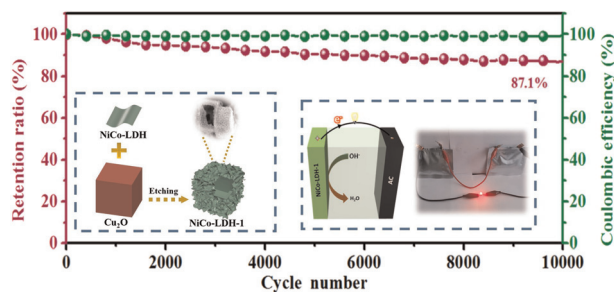 Retention ratio (%)
100
80
60
40
20
0
100
80
60
40
20
0
Coulombic efficiency (%)
87.1%
NiCo-LDH
+
Cu2O
Etching
NiCo-LDH-1
NiCo-LDH-1
OH-
H2O
AC
0 2000 4000 6000 8000 10000
Cycle number